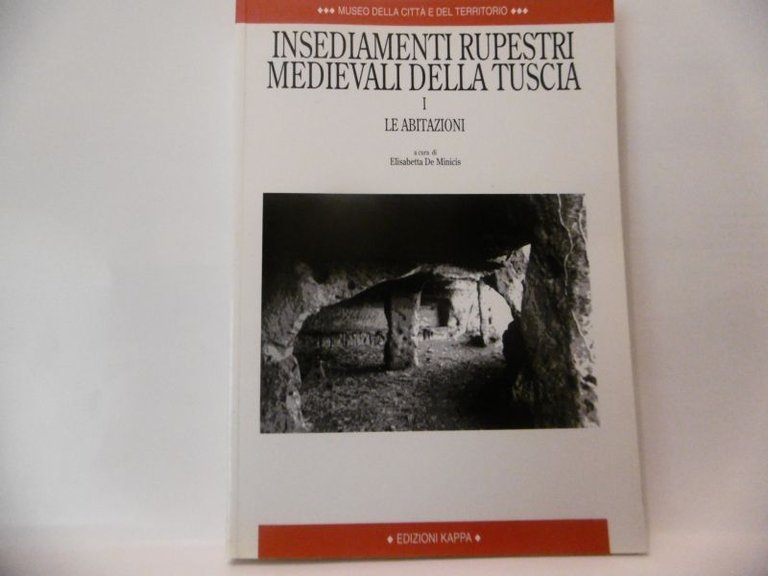 ♦♦♦ MUSEO DELLA CITTÀ E DEL TERRITORIO ♦♦♦
INSEDIAMENTI RUPESTRI
MEDIEVALI DELLA TUSCIA
I
LE ABITAZIONI
a cura di
Elisabetta De Minicis
♦ EDIZIONI KAPPA ♦